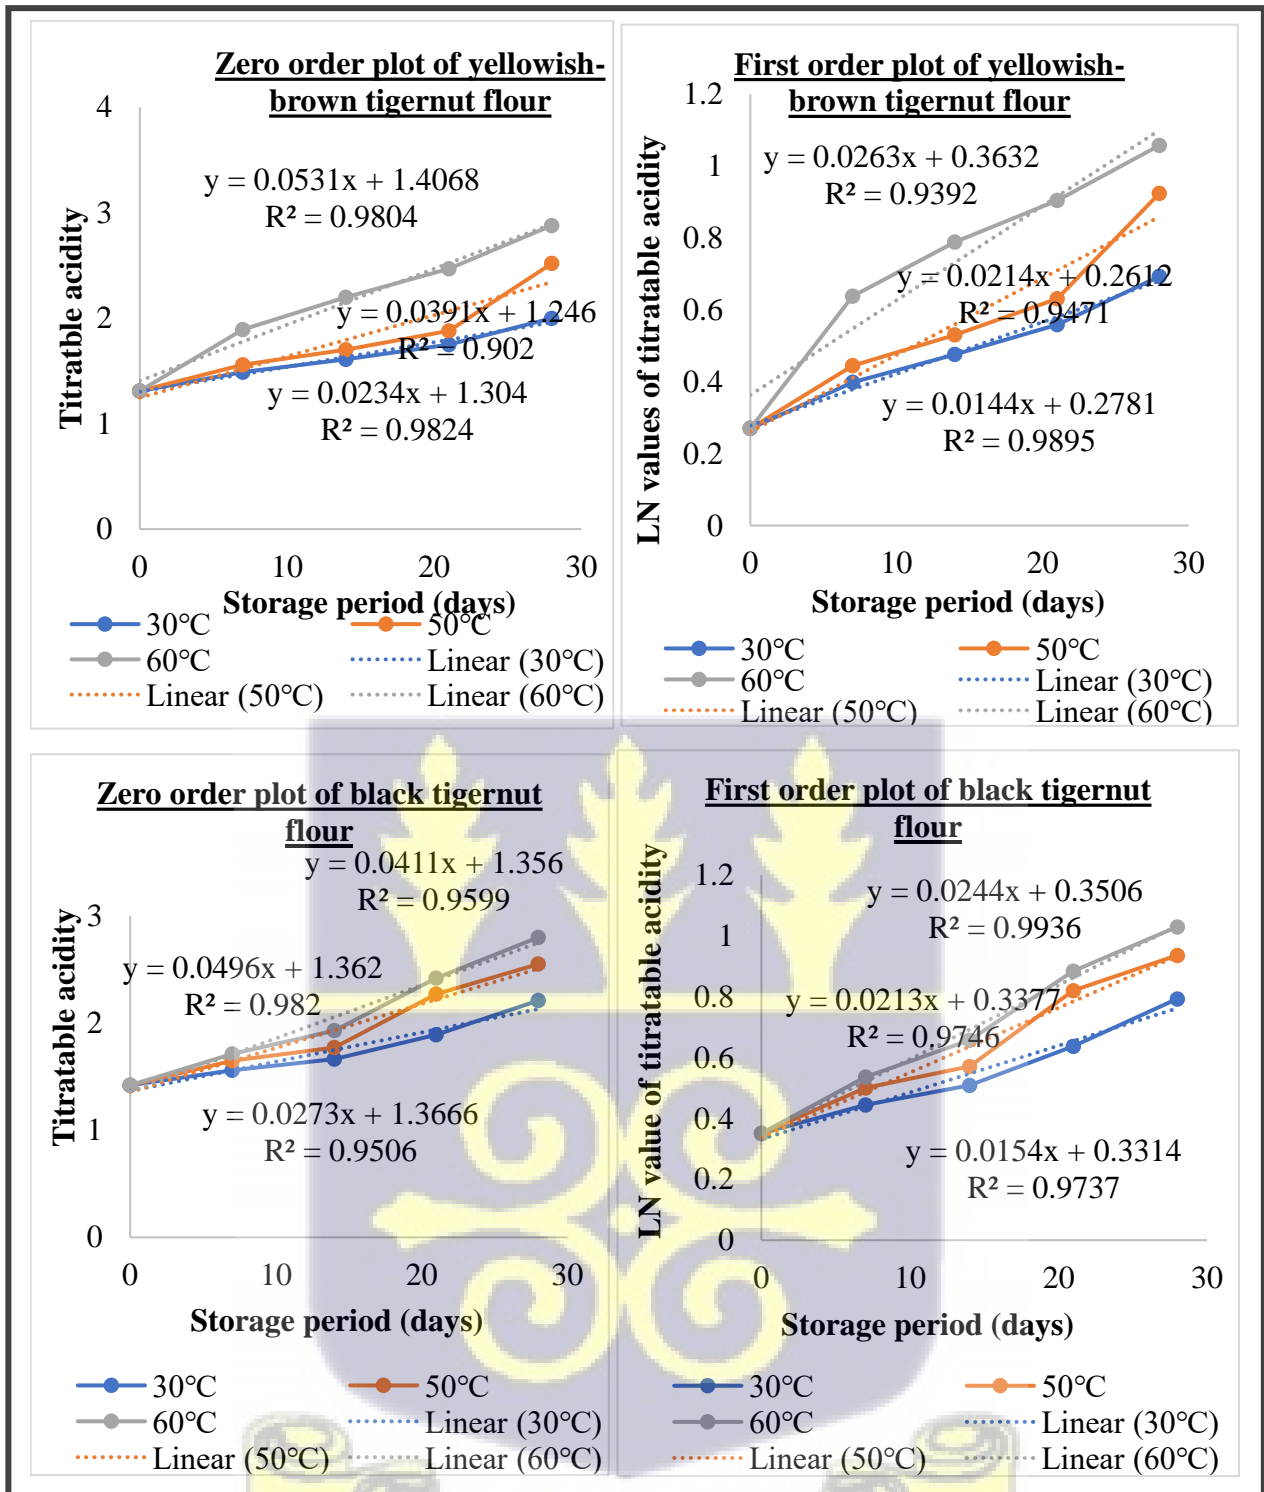 Zero order plot of yellowish-
brown tigernut flour
4
3
2
1
0
Titratble acidity
y = 0.0531x + 1.4068
R² = 0.9804
y = 0.0391x + 1.246
R² = 0.902
y = 0.0234x + 1.304
R² = 0.9824
0 10 20 30
Storage period (days)
30°C 50°C
60°C Linear (30°C)
Linear (50°C) Linear (60°C)
First order plot of yellowish-
brown tigernut flour
1.2
1
0.8
0.6
0.4
0.2
0
LN values of titratable acidity
y = 0.0263x + 0.3632
R² = 0.9392
y = 0.0214x + 0.2612
R² = 0.9471
y = 0.0144x + 0.2781
R² = 0.9895
0 10 20 30
Storage period (days)
30°C 50°C
60°C Linear (30°C)
Linear (50°C) Linear (60°C)
Zero order plot of black tigernut
flour
y = 0.0411x + 1.356
R² = 0.9599
3
2
1
0
Titratable acidity
y = 0.0496x + 1.362
R² = 0.982
y = 0.0273x + 1.3666
R² = 0.9506
0 10 20 30
Storage period (days)
30°C 50°C
60°C Linear (30°C)
Linear (50°C) Linear (60°C)
First order plot of black tigernut
flour
1.2
1
0.8
0.6
0.4
0.2
0
LN value of titratable acidity
y = 0.0244x + 0.3506
R² = 0.9936
y = 0.0213x + 0.3377
R² = 0.9746
y = 0.0154x + 0.3314
R² = 0.9737
0 10 20 30
Storage period (days)
30°C 50°C
60°C Linear (30°C)
Linear (50°C) Linear (60°C)